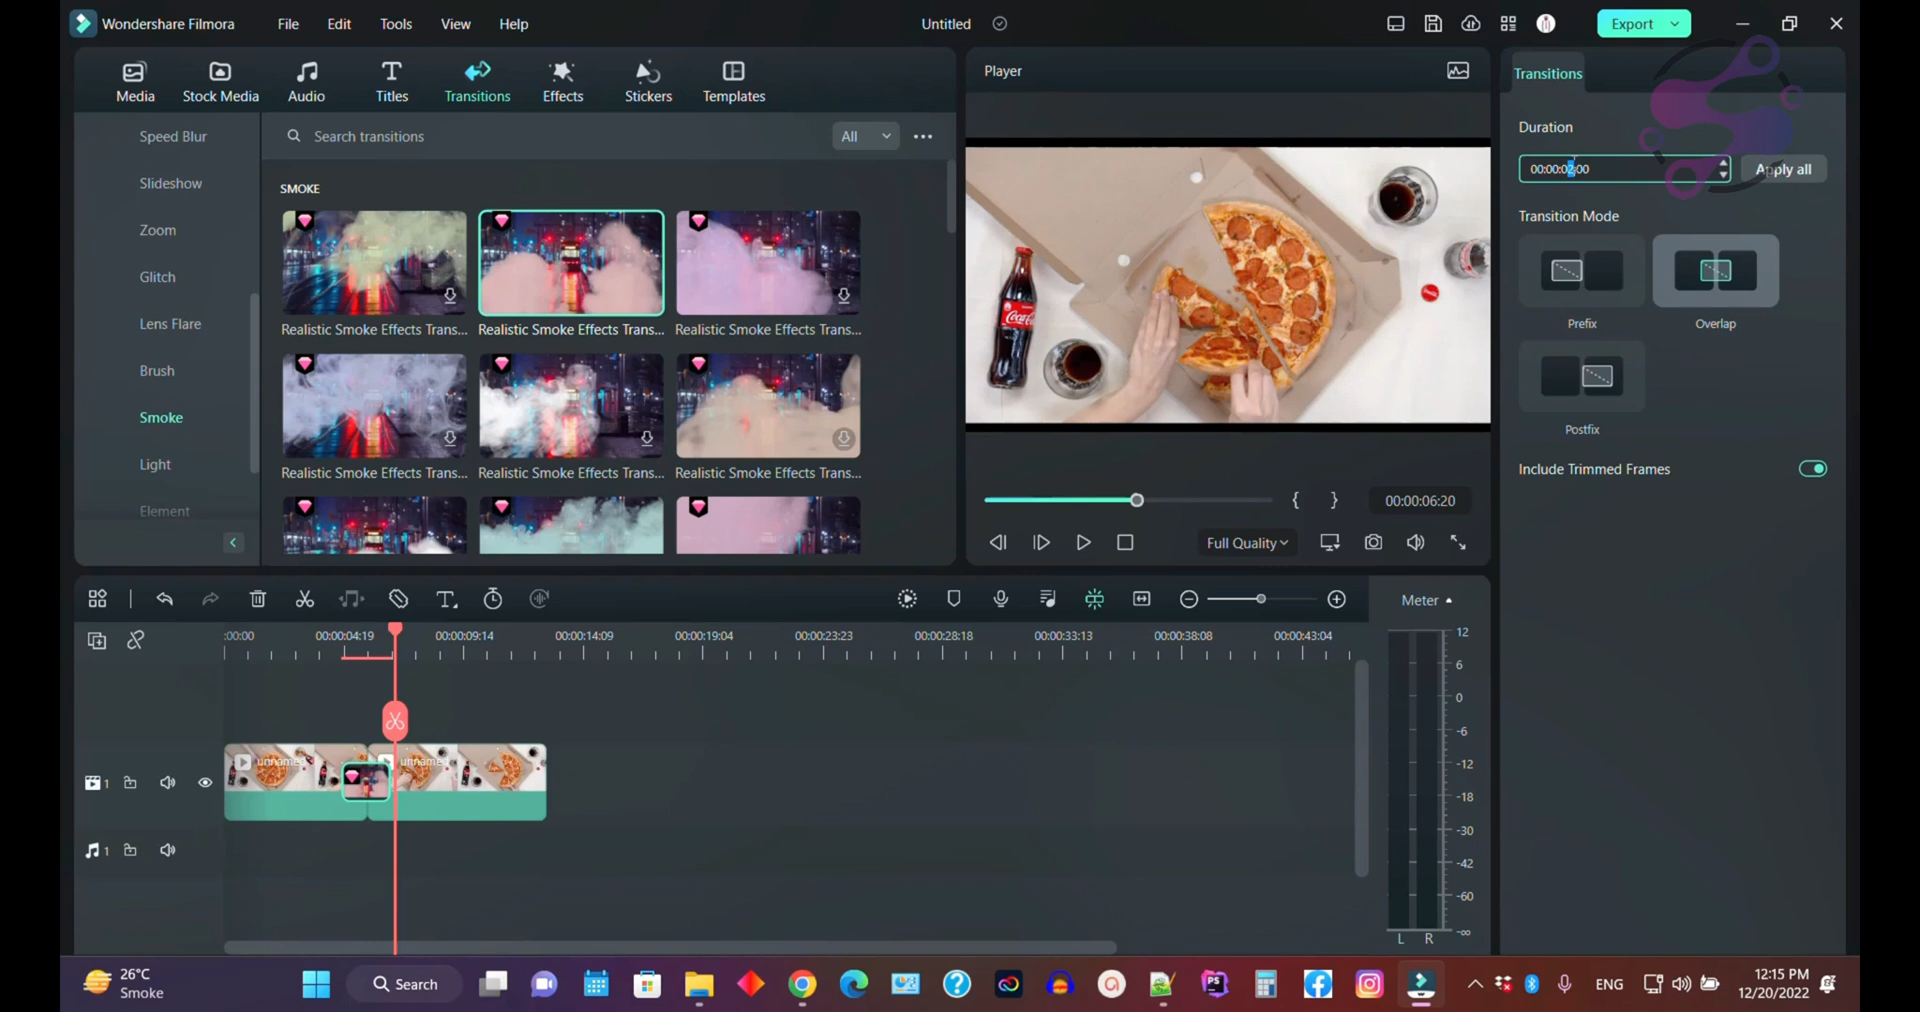 Wondershare Filmora File Edit Tools View Help Untitled Export
Media Stock Media Audio Titles Transitions Effects Stickers Templates
Player
Transitions
Speed Blur
Slideshow
Zoom
Glitch
Lens Flare
Brush
Smoke
Light
Element
Search transitions All
SMOKE
Realistic Smoke Effects Trans... Realistic Smoke Effects Trans... Realistic Smoke Effects Trans...
Realistic Smoke Effects Trans... Realistic Smoke Effects Trans... Realistic Smoke Effects Trans...
Coca
00:00:06:20
Full Quality
Duration
00:00:02:00 Apply all
Transition Mode
Prefix Overlap
Postfix
Include Trimmed Frames
Meter
:00:00 00:00:04:19 00:00:09:14 00:00:14:09 00:00:19:04 00:00:23:23 00:00:28:18 00:00:33:13 00:00:38:08 00:00:43:04
unnamed unnamed
1
1
12
6
0
-6
-12
-18
-30
-42
-60
-∞
L R
26°C
Smoke
Search
PS
ENG
12:15 PM
12/20/2022